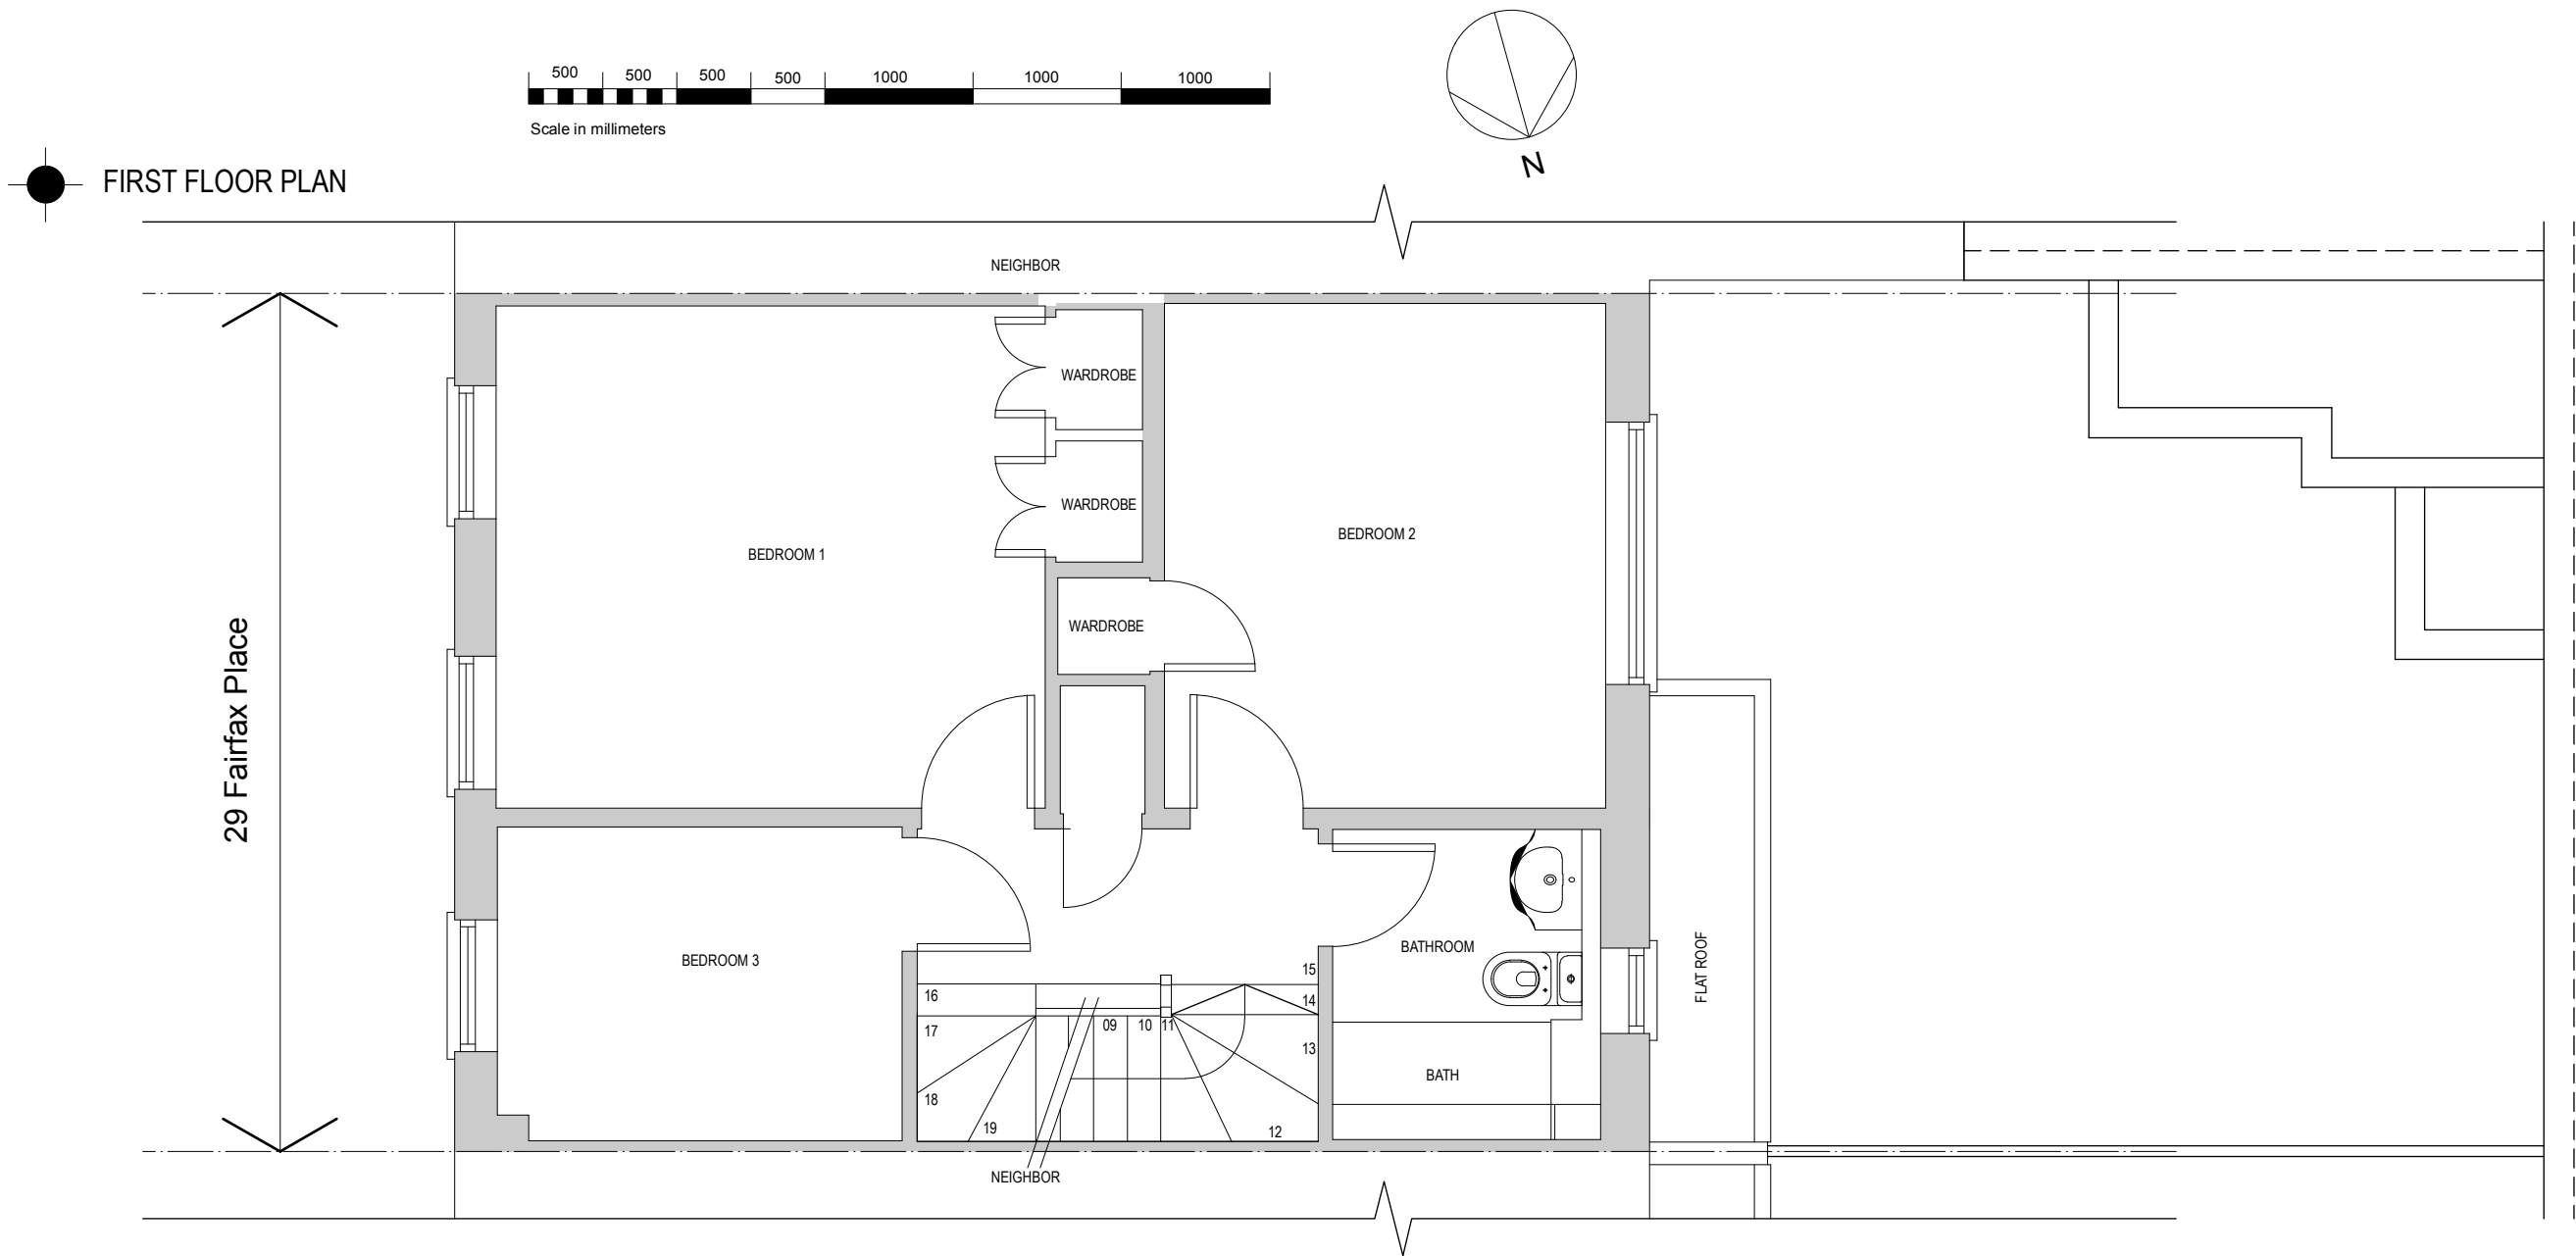 500 500 500 500 1000 1000 1000
Scale in millimeters
N
FIRST FLOOR PLAN
NEIGHBOR
WARDROBE
WARDROBE
BEDROOM 2
BEDROOM 1
WARDROBE
29 Fairfax Place
BATHROOM
BEDROOM 3
FLAT ROOF
15
16
14
17
09 10 11
13
BATH
18
19
12
NEIGHBOR